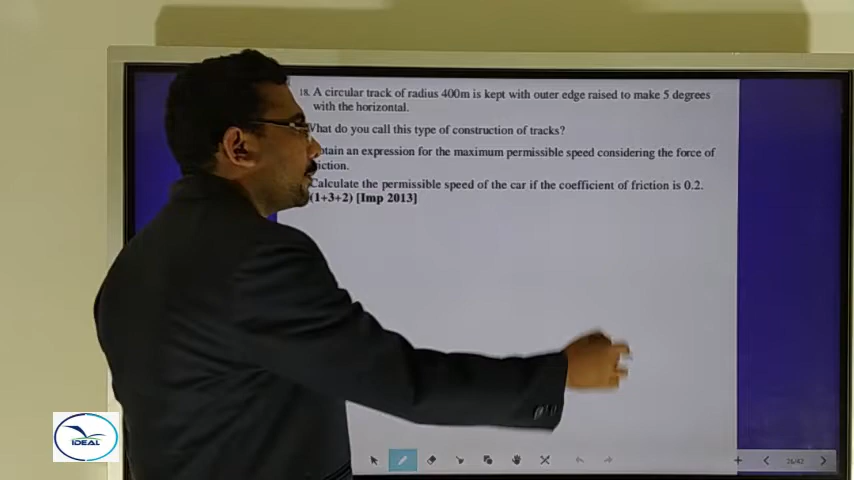 18. A circular track of radius 400m is kept with outer edge raised to make 5 degrees
with the horizontal.
What do you call this type of construction of tracks?
an expression for the maximum permissible speed considering the force of
Calculate the permissible speed of the car if the coefficient of friction is 0.2.
(1+3+2) [Imp 2013]
IDEAL
26/42